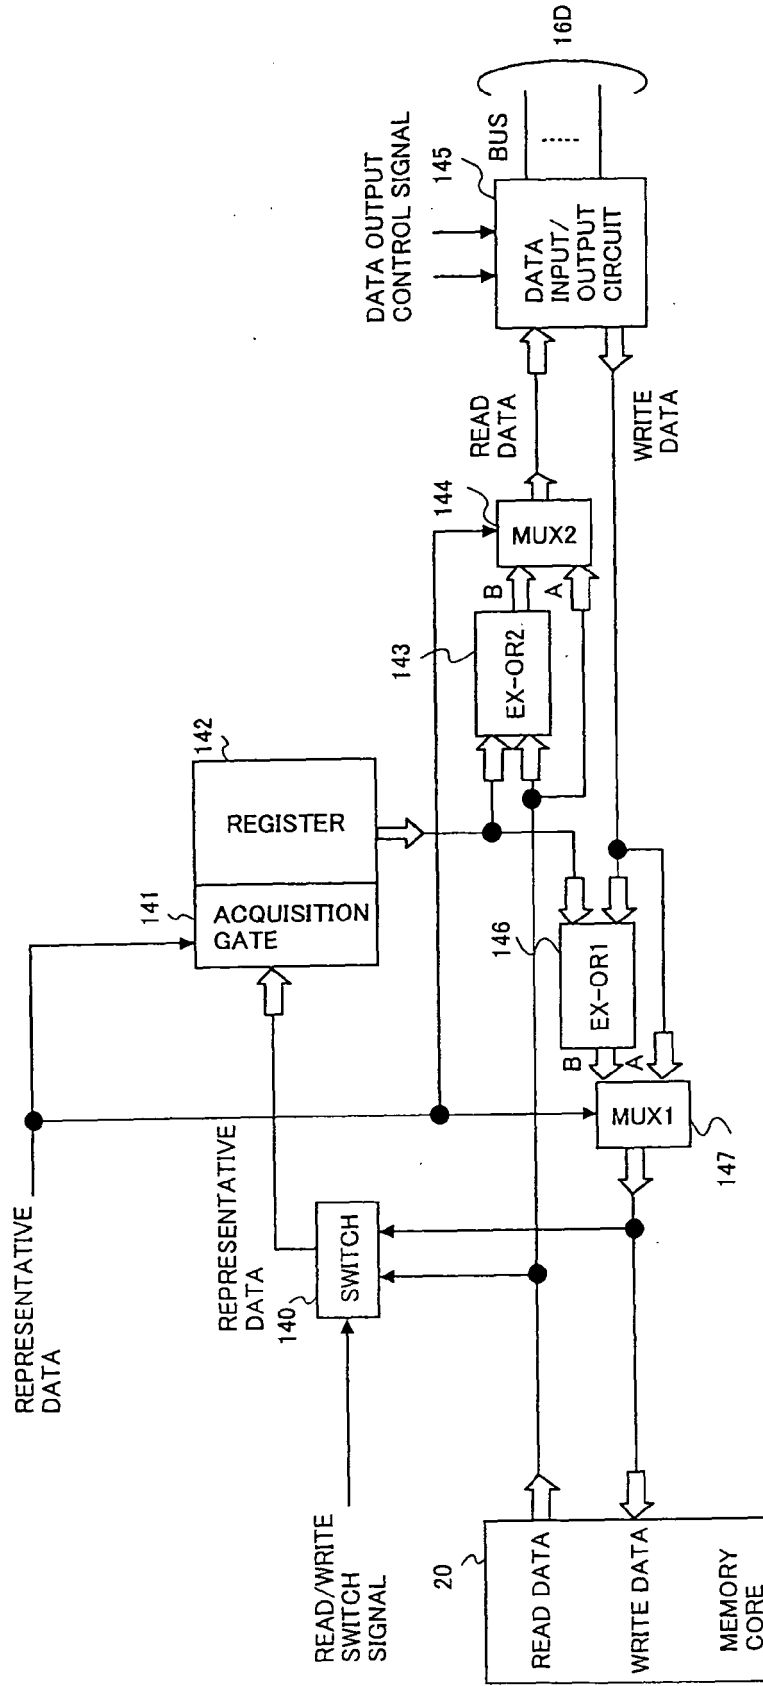 REPRESENTATIVE
DATA
READ/WRITE
SWITCH
SIGNAL
REPRESENTATIVE
DATA
140
SWITCH
141
142
ACQUISITION
GATE
REGISTER
20
READ DATA
WRITE DATA
MEMORY
CORE
143
EX-OR2
B
A
144
MUX2
READ
DATA
DATA OUTPUT
CONTROL SIGNAL
145
DATA
INPUT/
OUTPUT
CIRCUIT
BUS
16D
WRITE
DATA
146
EX-OR1
B
A
MUX1
147